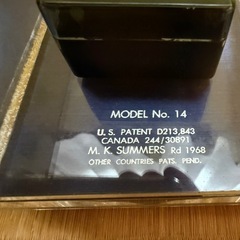 MODEL No. 14
U.S. PATENT D213,843
CANADA 244/30891
M. K. SUMMERS Rd 1968
OTHER COUNTRIES PATS. PEND.